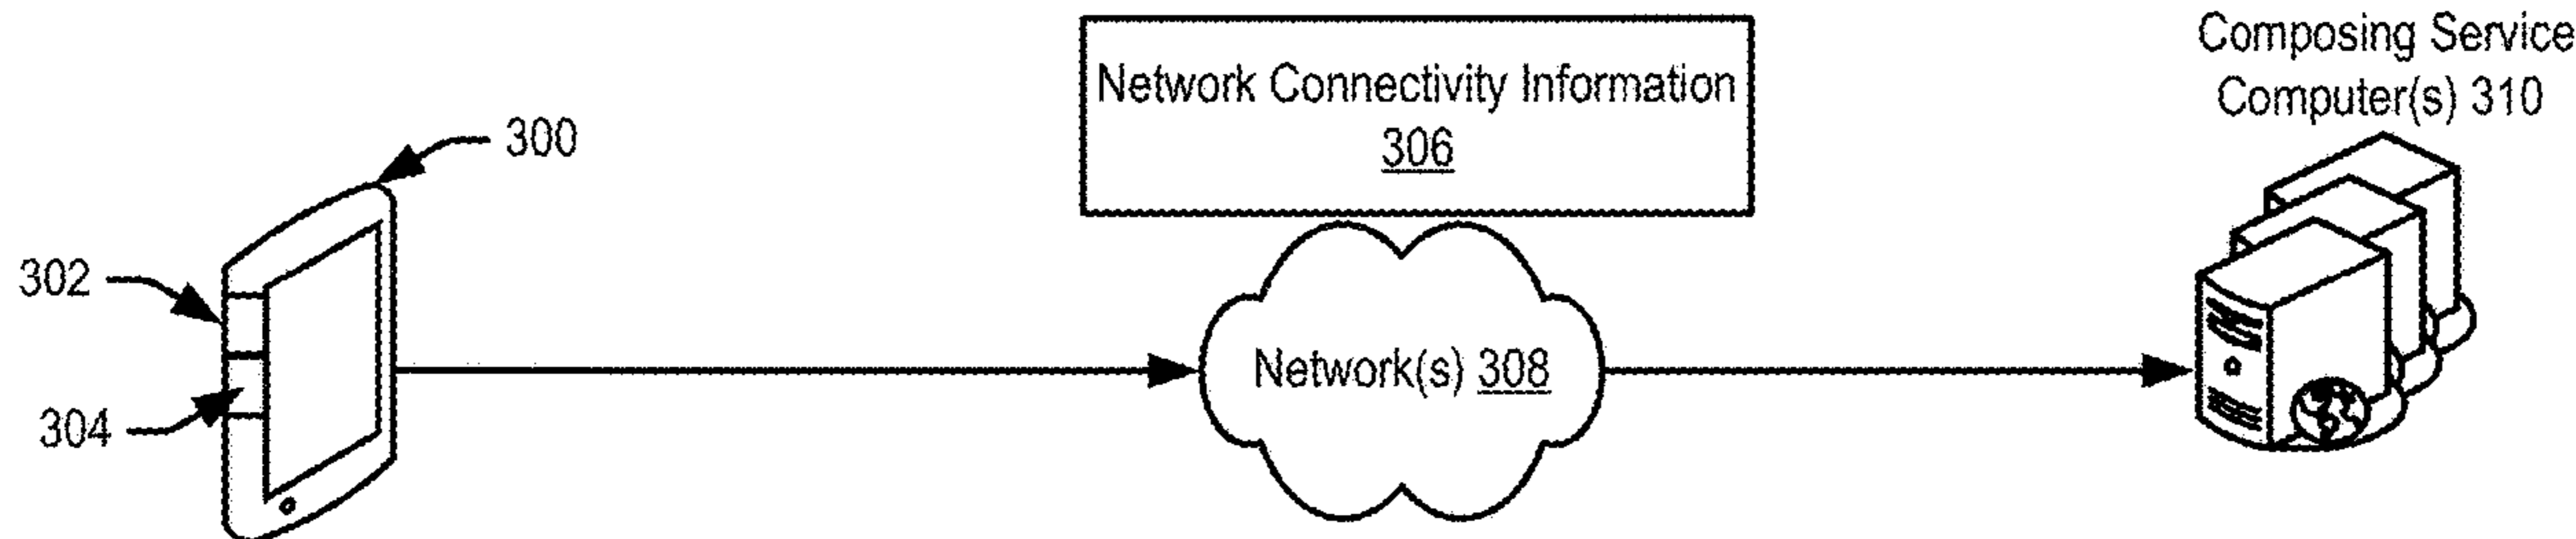 Composing Service
Computer(s) 310
Network Connectivity Information
306
300
302
304
Network(s) 308